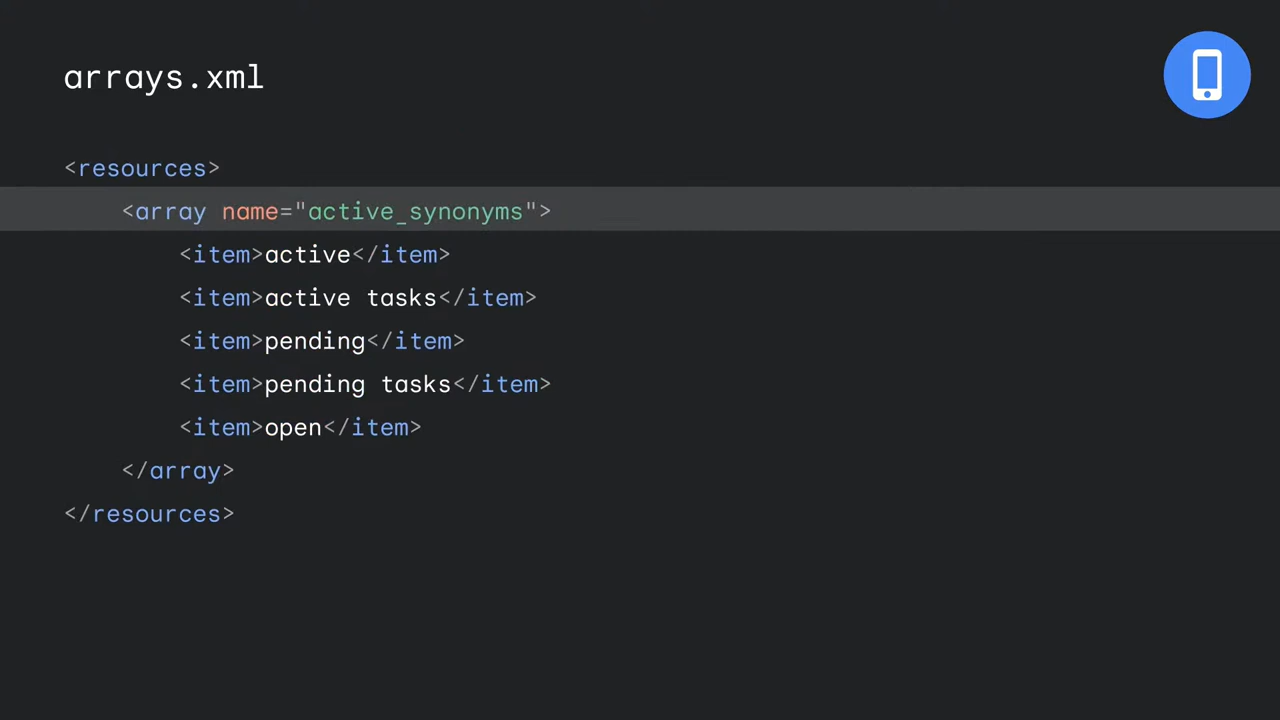 arrays.xml
<resources>
<array name="active_synonyms">
<item>active</item>
<item>active tasks</item>
<item>pending</item>
<item>pending tasks</item>
<item>open</item>
</array>
</resources>